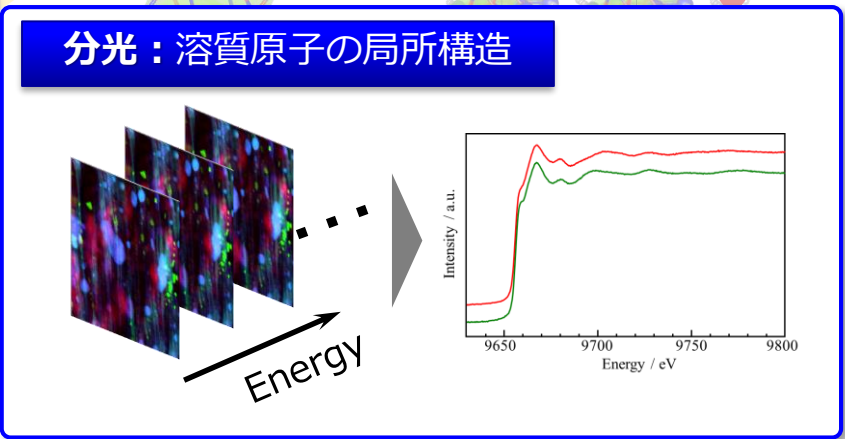 分光：溶質原子の局所構造
Energy
Intensity / a.u.
9650 9700 9750 9800
Energy / eV